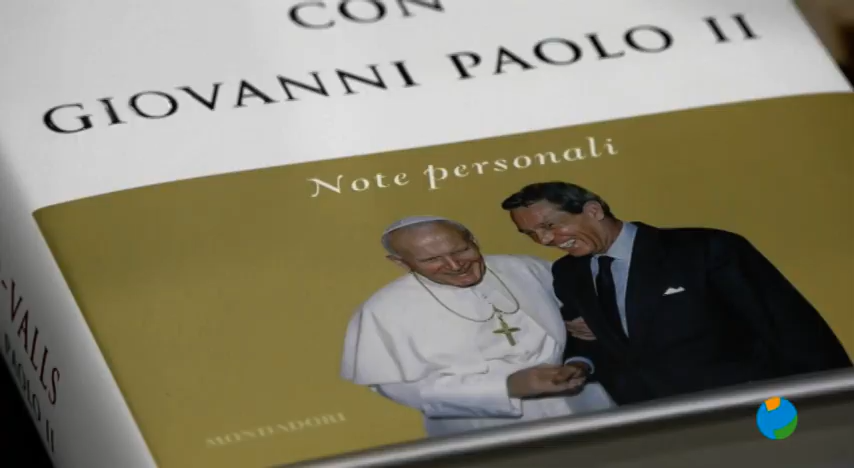 CON
GIOVANNI PAOLO II
Note personali
-VALLS
PAOLO II
MONDADORI